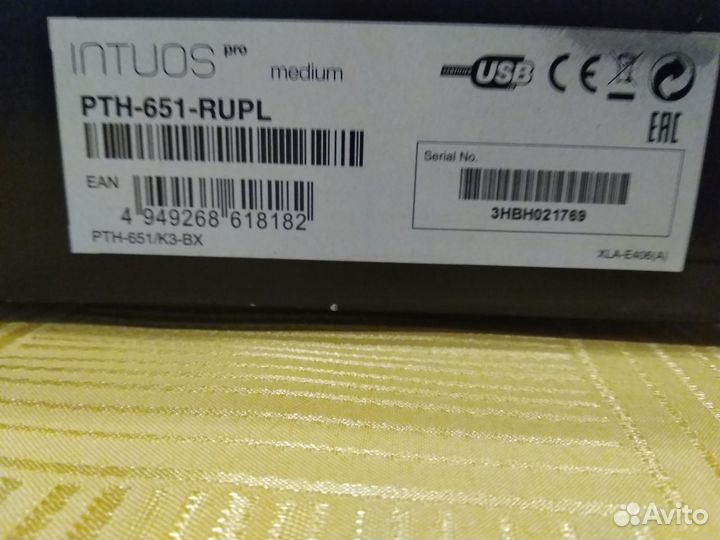 INTUOS pro
medium
USB CE
PTH-651-RUPL
EAC
EAN
4 949268 618182
PTH-651/K3-BX
Serial No.
3HBH021769
XLA-E406(A)
Avito